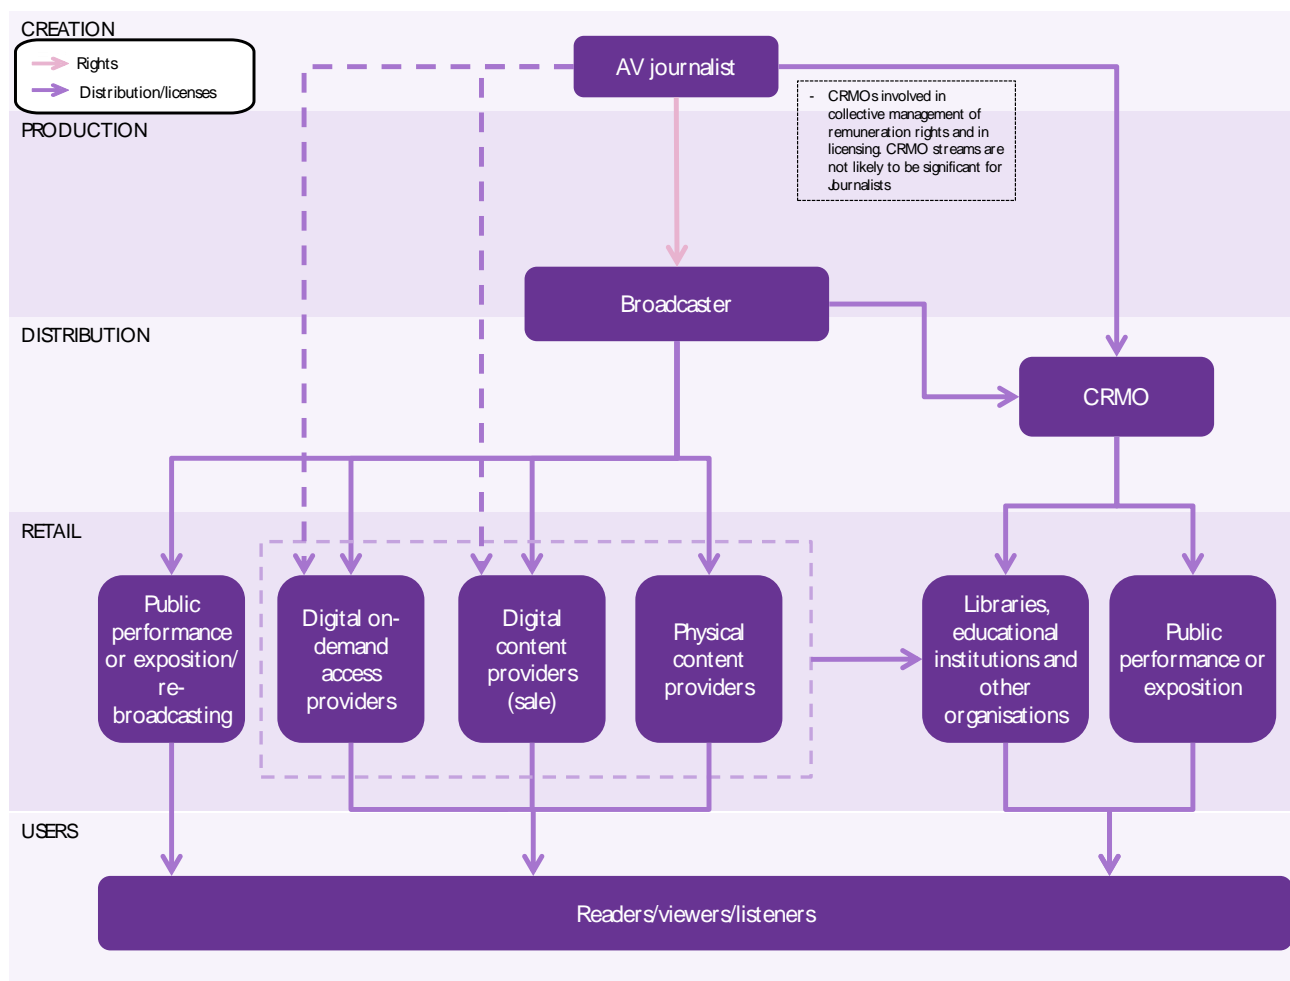 CREATION
Rights
Distribution/licenses
AV journalist
- CRMOs involved in
collective management of
remuneration rights and in
licensing. CRMO streams are
not likely to be significant for
Journalists
PRODUCTION
Broadcaster
DISTRIBUTION
CRMO
RETAIL
Public
performance
or exposition/
re-
broadcasting
Digital on-
demand
access
providers
Digital
content
providers
(sale)
Physical
content
providers
Libraries,
educational
institutions and
other
organisations
Public
performance or
exposition
USERS
Readers/viewers/listeners